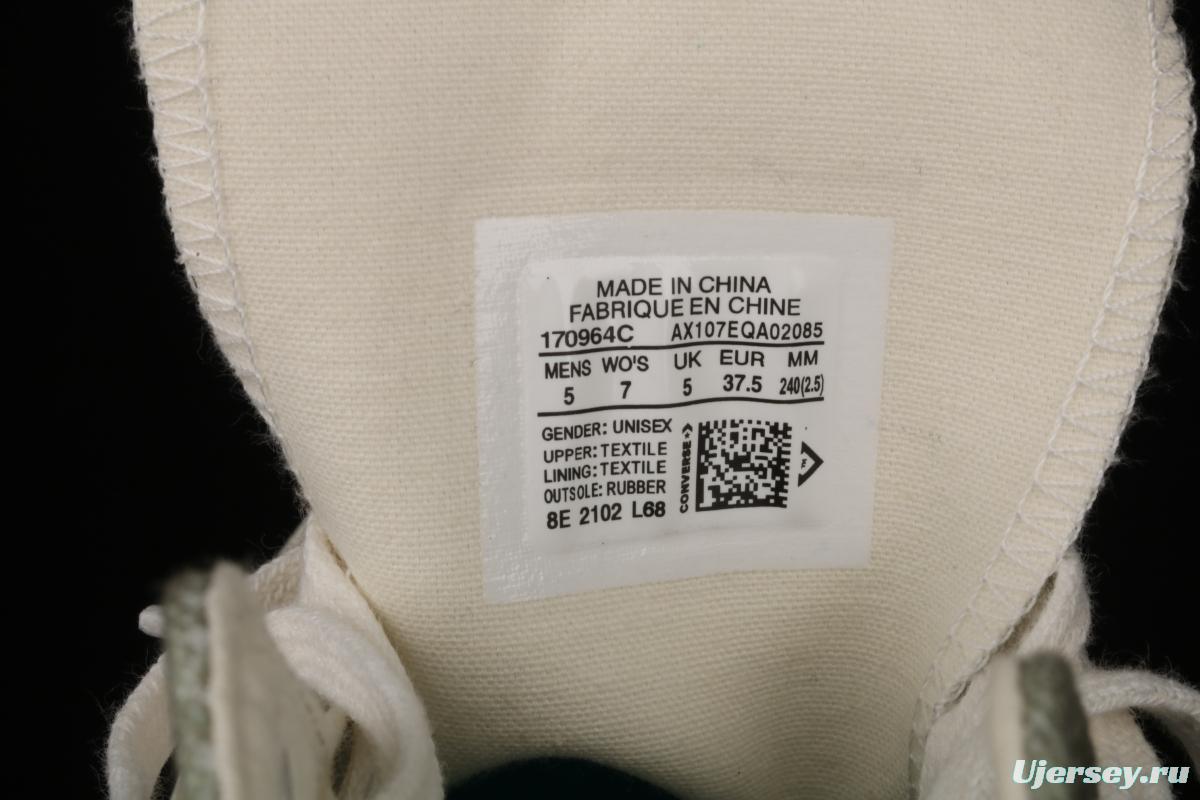 MADE IN CHINA
FABRIQUE EN CHINE
170964C AX107EQA02085
MENS WO'S UK EUR MM
5 7 5 37.5 240(2.5)
GENDER: UNISEX
UPPER: TEXTILE
LINING: TEXTILE
OUTSOLE: RUBBER
8E 2102 L68
CONVERSE
F
Ujersey.ru